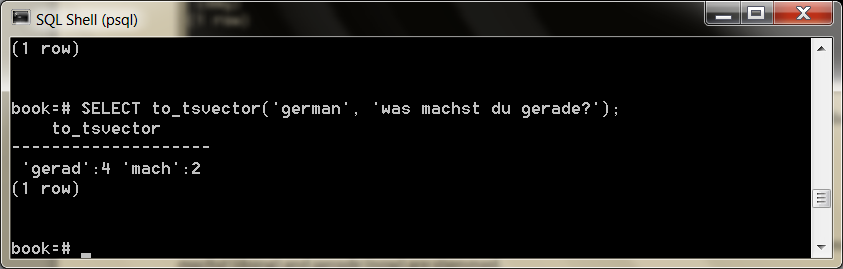 SQL Shell (psql)
(1 row)
book=# SELECT to_tsvector('german', 'was machst du gerade?');
to_tsvector
--------------------
'gerad':4 'mach':2
(1 row)
book=#